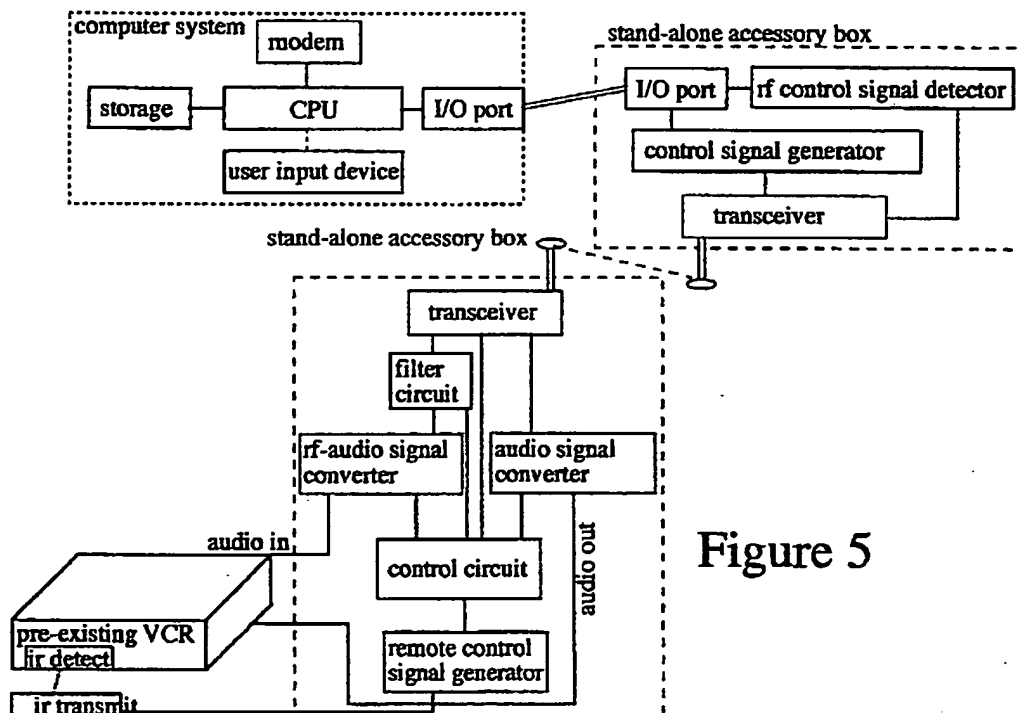 computer system
modem
storage
CPU
I/O port
user input device
stand-alone accessory box
I/O port
rf control signal detector
control signal generator
transceiver
stand-alone accessory box
transceiver
filter
circuit
rf-audio signal
converter
audio signal
converter
audio in
control circuit
audio out
Figure 5
pre-existing VCR
ir detect
remote control
signal generator
ir transmit